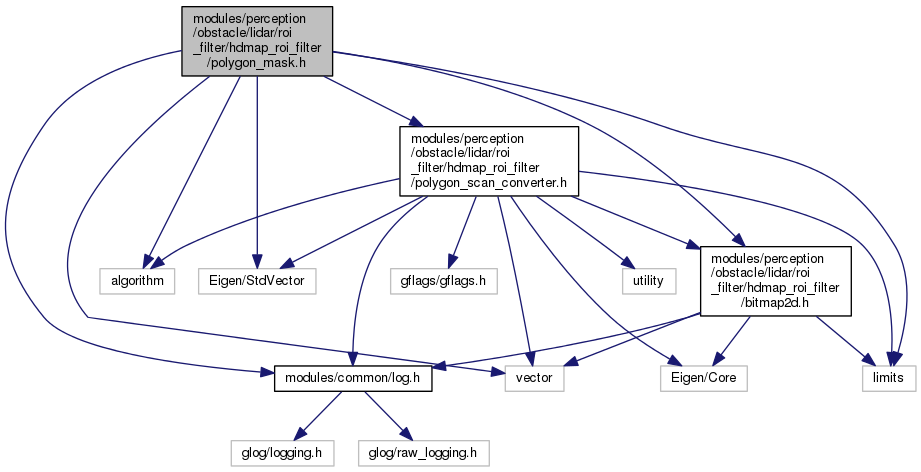 modules/perception
/obstacle/lidar/roi
_filter/hdmap_roi_filter
/polygon_mask.h
modules/perception
/obstacle/lidar/roi
_filter/hdmap_roi_filter
/polygon_scan_converter.h
modules/perception
/obstacle/lidar/roi
_filter/hdmap_roi_filter
/bitmap2d.h
algorithm
Eigen/StdVector
gflags/gflags.h
utility
modules/common/log.h
vector
Eigen/Core
limits
glog/logging.h
glog/raw_logging.h